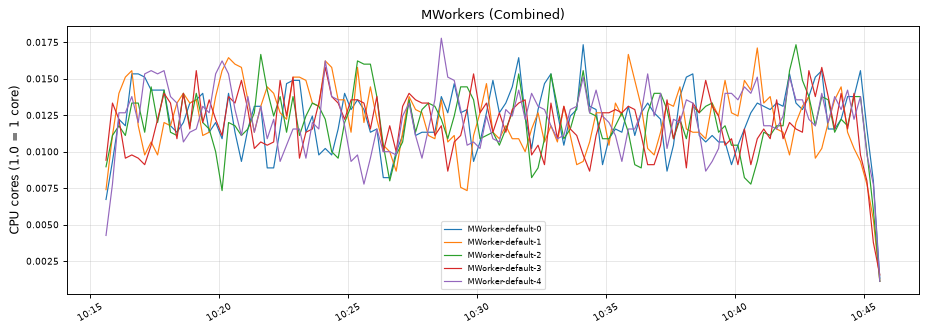 MWorkers (Combined)
CPU cores (1.0 = 1 core)
0.0175
0.0150
0.0125
0.0100
0.0075
0.0050
0.0025
MWorker-default-0
MWorker-default-1
MWorker-default-2
MWorker-default-3
MWorker-default-4
10:15
10:20
10:25
10:30
10:35
10:40
10:45